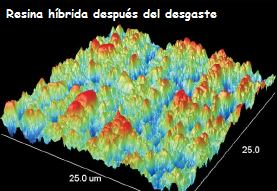 Resina híbrida después del desgaste
25.0 um
25.0